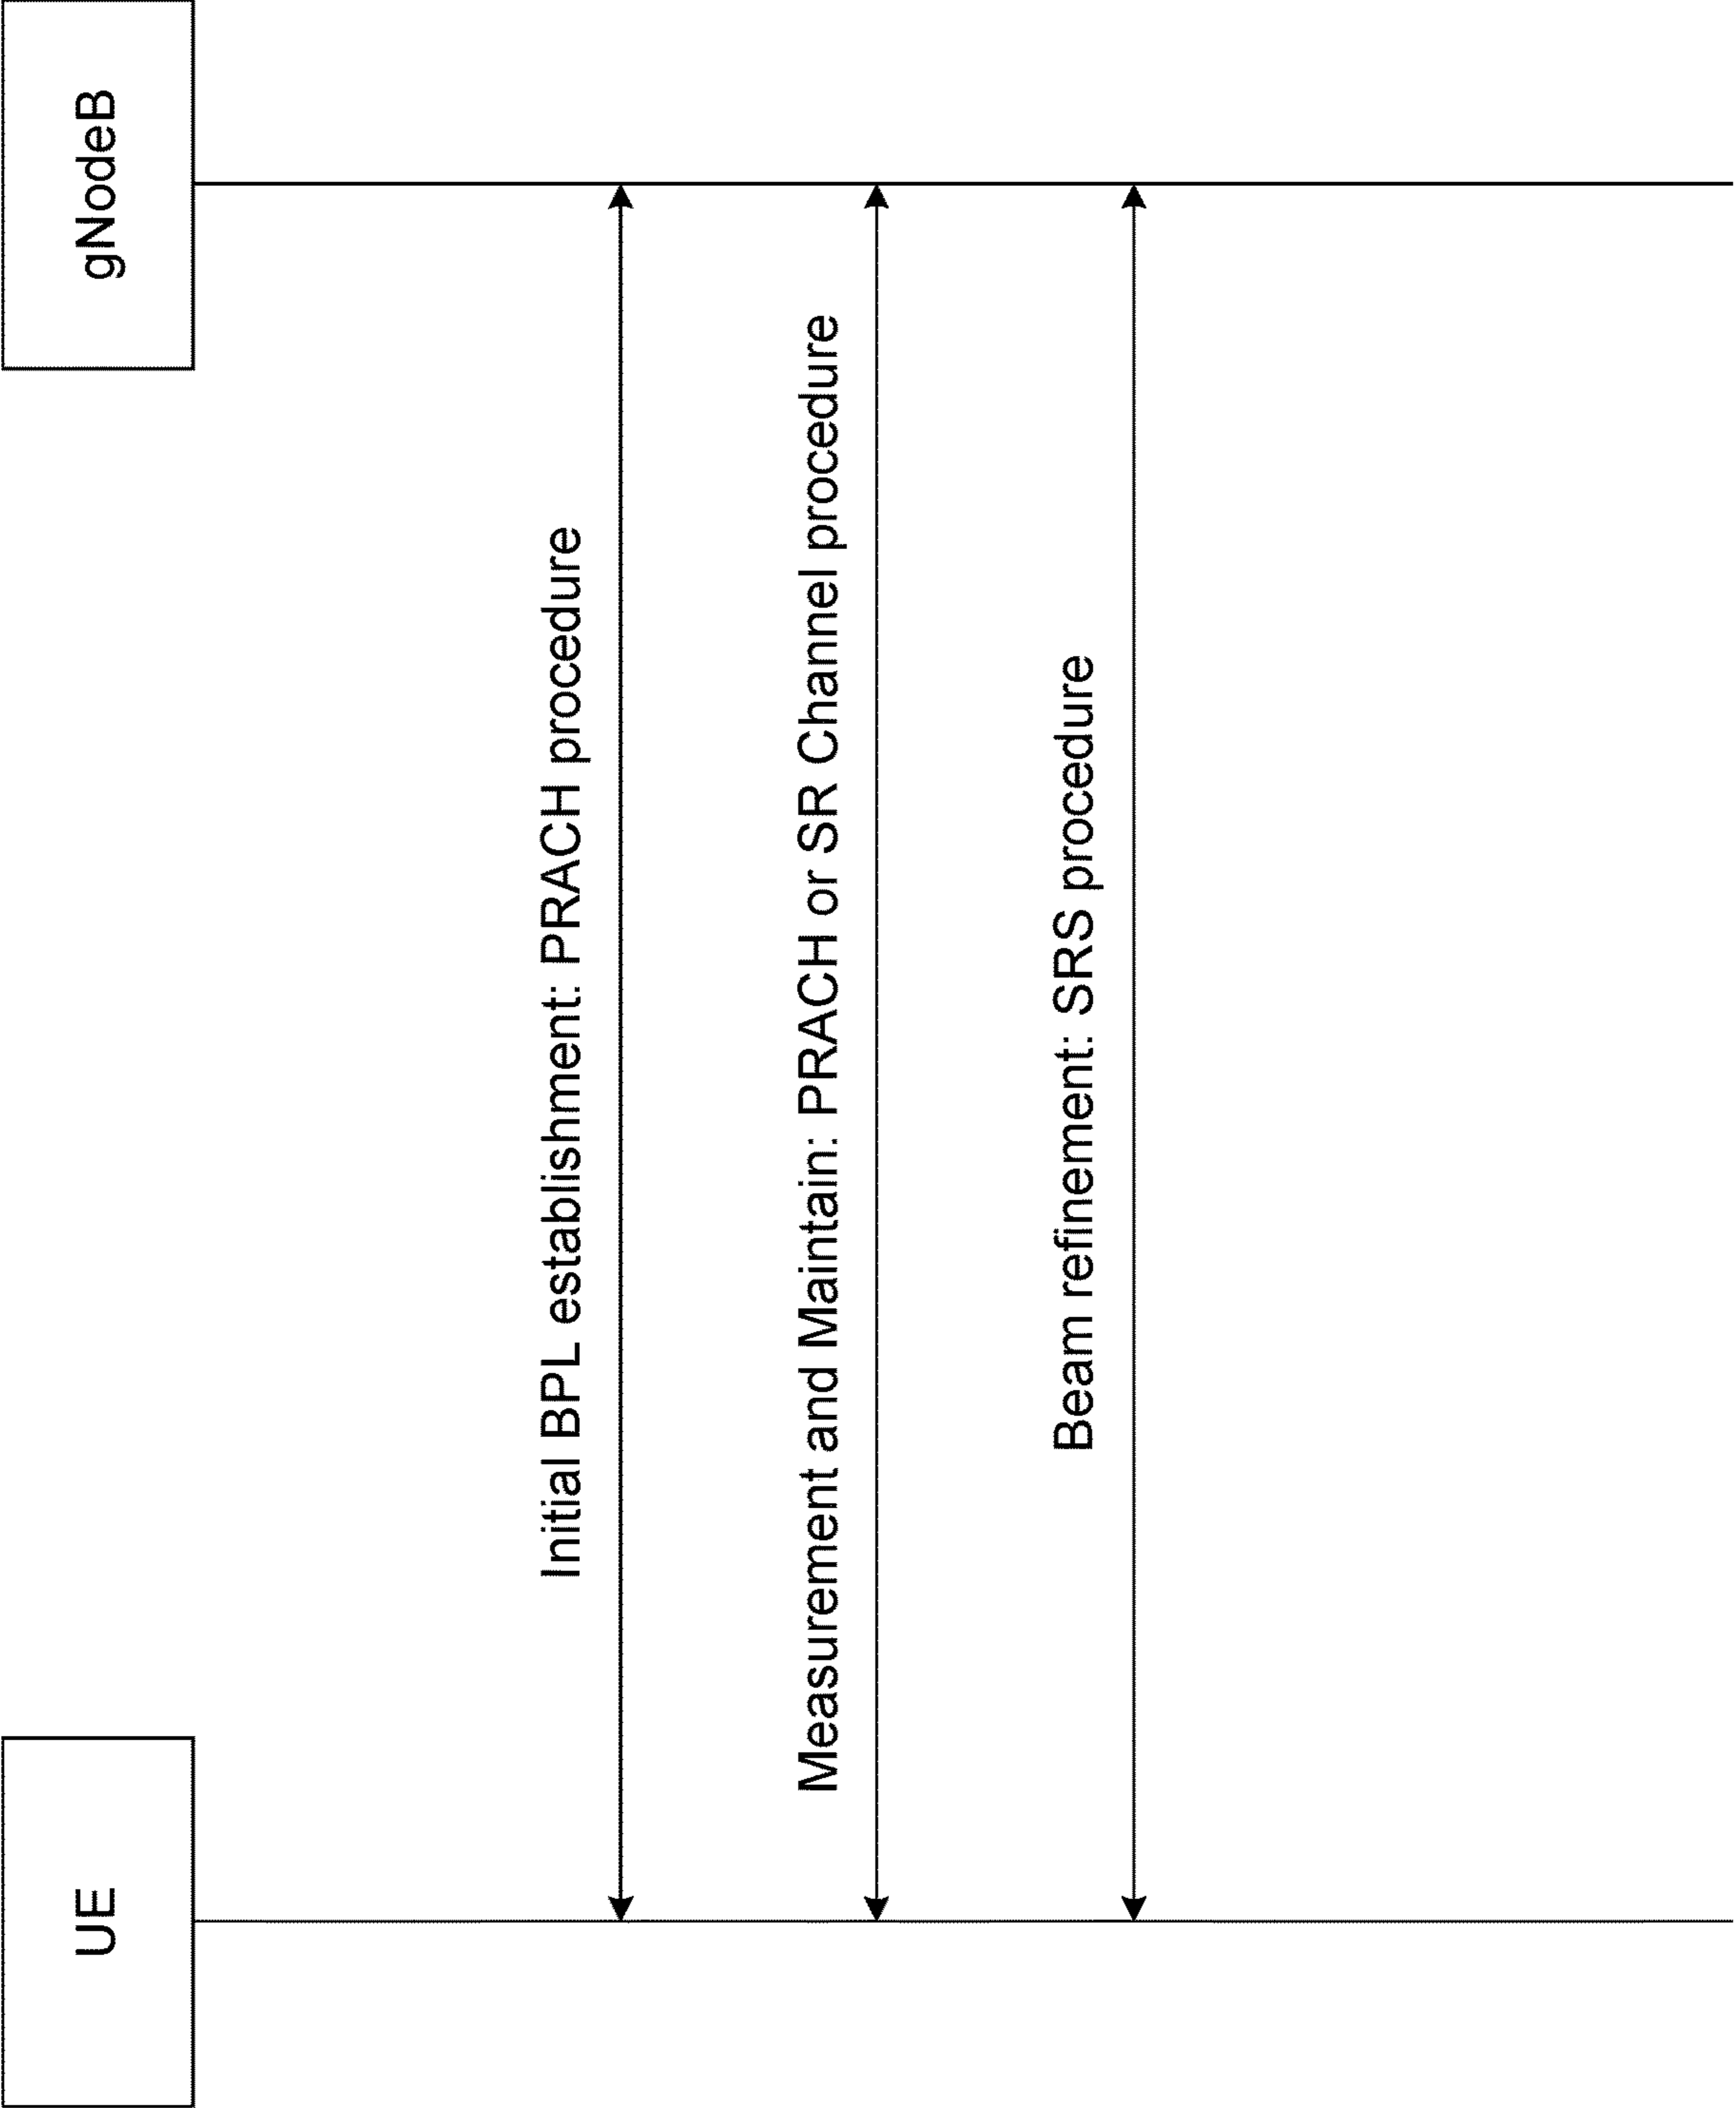 UE
gNodeB
Initial BPL establishment: PRACH procedure
Measurement and Maintain: PRACH or SR Channel procedure
Beam refinement: SRS procedure